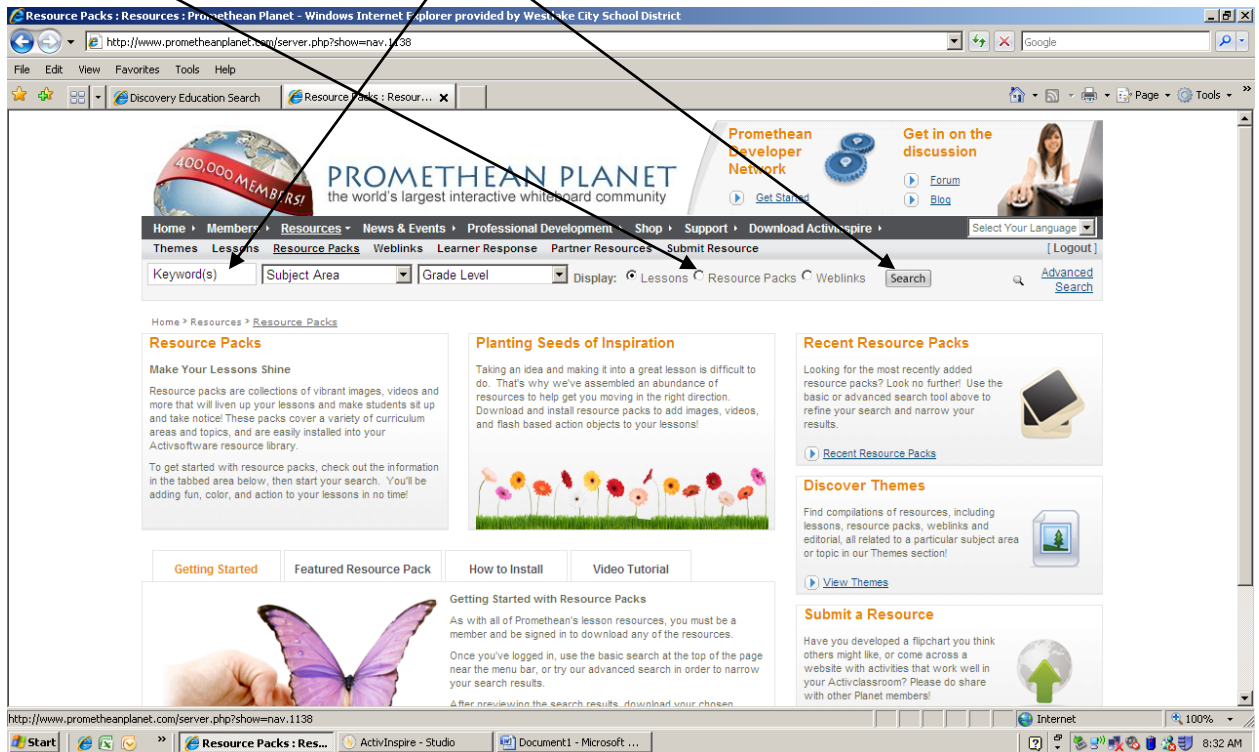 Resource Packs : Resources : Promethean Planet - Windows Internet Explorer provided by Westlake City School District
http://www.prometheanplanet.com/server.php?show=nav.1138
Google
File Edit View Favorites Tools Help
Discovery Education Search
Resource Packs : Resour...
Page
Tools
400,000 MEMBERS!
PROMETHEAN PLANET
the world's largest interactive whiteboard community
Promethean
Developer
Network
Get Started
Get in on the
discussion
Forum
Blog
Home Members Resources News & Events Professional Development Shop Support Download ActivInspire
Select Your Language
Themes Lessons Resource Packs Weblinks Learner Response Partner Resources Submit Resource
[ Logout ]
Keyword(s) Subject Area Grade Level Display: Lessons Resource Packs Weblinks Search
Advanced
Search
Home > Resources > Resource Packs
Resource Packs
Make Your Lessons Shine
Resource packs are collections of vibrant images, videos and
more that will liven up your lessons and make students sit up
and take notice! These packs cover a variety of curriculum
areas and topics, and are easily installed into your
Activsoftware resource library.
To get started with resource packs, check out the information
in the tabbed area below, then start your search. You'll be
adding fun, color, and action to your lessons in no time!
Planting Seeds of Inspiration
Taking an idea and making it into a great lesson is difficult to
do. That's why we've assembled an abundance of
resources to help get you moving in the right direction.
Download and install resource packs to add images, videos,
and flash based action objects to your lessons!
Recent Resource Packs
Looking for the most recently added
resource packs? Look no further! Use the
basic or advanced search tool above to
refine your search and narrow your
results.
Recent Resource Packs
Discover Themes
Find compilations of resources, including
lessons, resource packs, weblinks and
editorial, all related to a particular subject area
or topic in our Themes section!
View Themes
Getting Started
Featured Resource Pack
How to Install
Video Tutorial
Getting Started with Resource Packs
As with all of Promethean's lesson resources, you must be a
member and be signed in to download any of the resources.
Once you've logged in, use the basic search at the top of the page
near the menu bar, or try our advanced search in order to narrow
your search results.
After previewing the search results, download your chosen
Submit a Resource
Have you developed a flipchart you think
others might like, or come across a
website with activities that work well in
your Activclassroom? Please do share
with other Planet members!
http://www.prometheanplanet.com/server.php?show=nav.1138
Internet
100%
Start
Resource Packs : Res...
ActivInspire - Studio
Document1 - Microsoft ...
8:32 AM